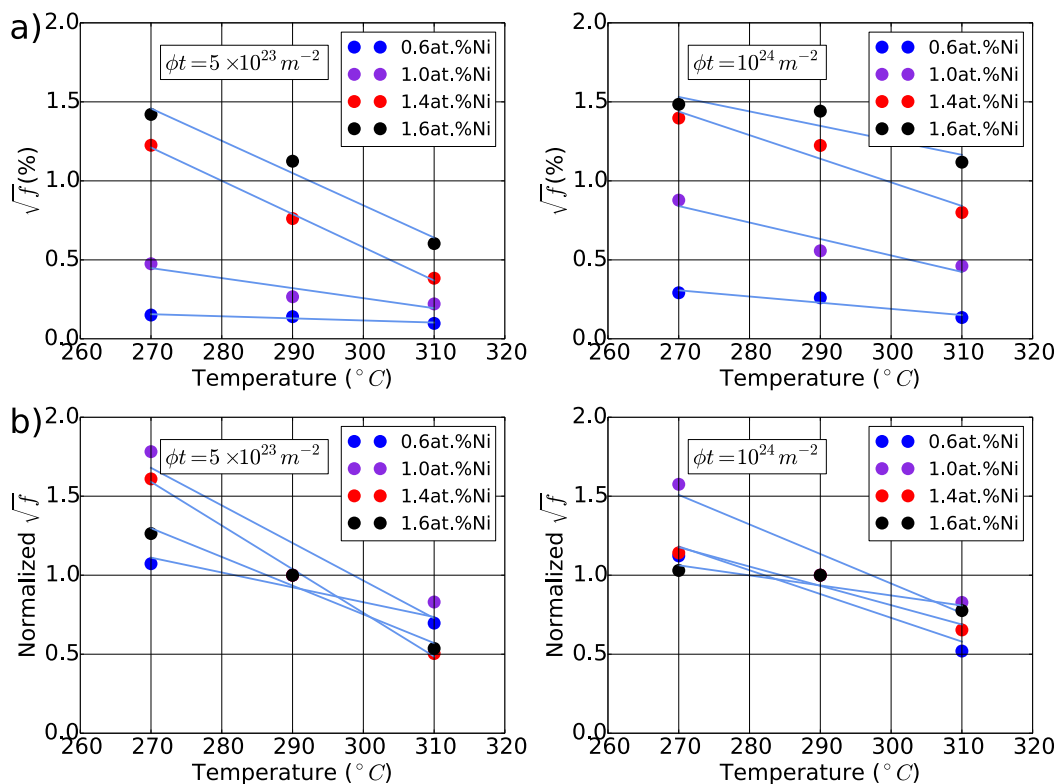 a)
2.0
1.5
1.0
0.5
0.0
√f (%)
ϕt = 5 ×10²³ m⁻²
0.6at.%Ni
1.0at.%Ni
1.4at.%Ni
1.6at.%Ni
260 270 280 290 300 310 320
Temperature (°C)
2.0
1.5
1.0
0.5
0.0
√f (%)
ϕt = 10²⁴ m⁻²
0.6at.%Ni
1.0at.%Ni
1.4at.%Ni
1.6at.%Ni
260 270 280 290 300 310 320
Temperature (°C)
b)
2.0
1.5
1.0
0.5
0.0
Normalized √f
ϕt = 5 ×10²³ m⁻²
0.6at.%Ni
1.0at.%Ni
1.4at.%Ni
1.6at.%Ni
260 270 280 290 300 310 320
Temperature (°C)
2.0
1.5
1.0
0.5
0.0
Normalized √f
ϕt = 10²⁴ m⁻²
0.6at.%Ni
1.0at.%Ni
1.4at.%Ni
1.6at.%Ni
260 270 280 290 300 310 320
Temperature (°C)